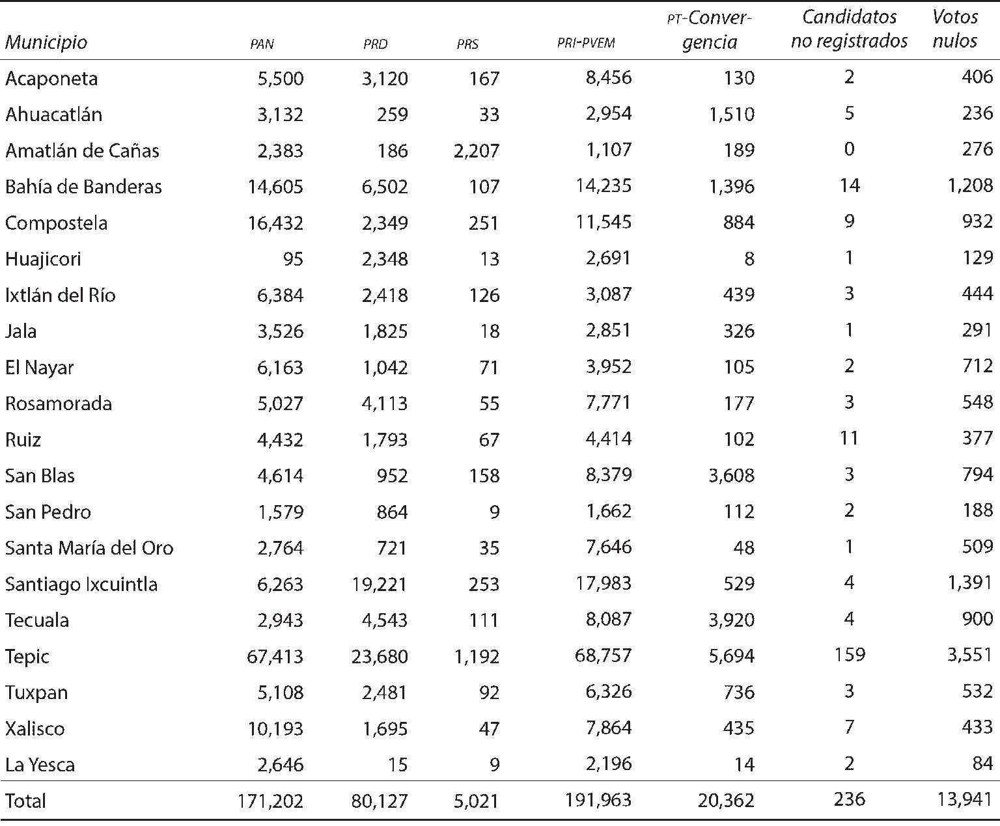 Municipio PAN PRD PRS PRI-PVEM PT-Conver-gencia Candidatos no registrados Votos nulos
Acaponeta 5,500 3,120 167 8,456 130 2 406
Ahuacatlán 3,132 259 33 2,954 1,510 5 236
Amatlán de Cañas 2,383 186 2,207 1,107 189 0 276
Bahía de Banderas 14,605 6,502 107 14,235 1,396 14 1,208
Compostela 16,432 2,349 251 11,545 884 9 932
Huajicori 95 2,348 13 2,691 8 1 129
Ixtlán del Río 6,384 2,418 126 3,087 439 3 444
Jala 3,526 1,825 18 2,851 326 1 291
El Nayar 6,163 1,042 71 3,952 105 2 712
Rosamorada 5,027 4,113 55 7,771 177 3 548
Ruiz 4,432 1,793 67 4,414 102 11 377
San Blas 4,614 952 158 8,379 3,608 3 794
San Pedro 1,579 864 9 1,662 112 2 188
Santa María del Oro 2,764 721 35 7,646 48 1 509
Santiago Ixcuintla 6,263 19,221 253 17,983 529 4 1,391
Tecuala 2,943 4,543 111 8,087 3,920 4 900
Tepic 67,413 23,680 1,192 68,757 5,694 159 3,551
Tuxpan 5,108 2,481 92 6,326 736 3 532
Xalisco 10,193 1,695 47 7,864 435 7 433
La Yesca 2,646 15 9 2,196 14 2 84
Total 171,202 80,127 5,021 191,963 20,362 236 13,941